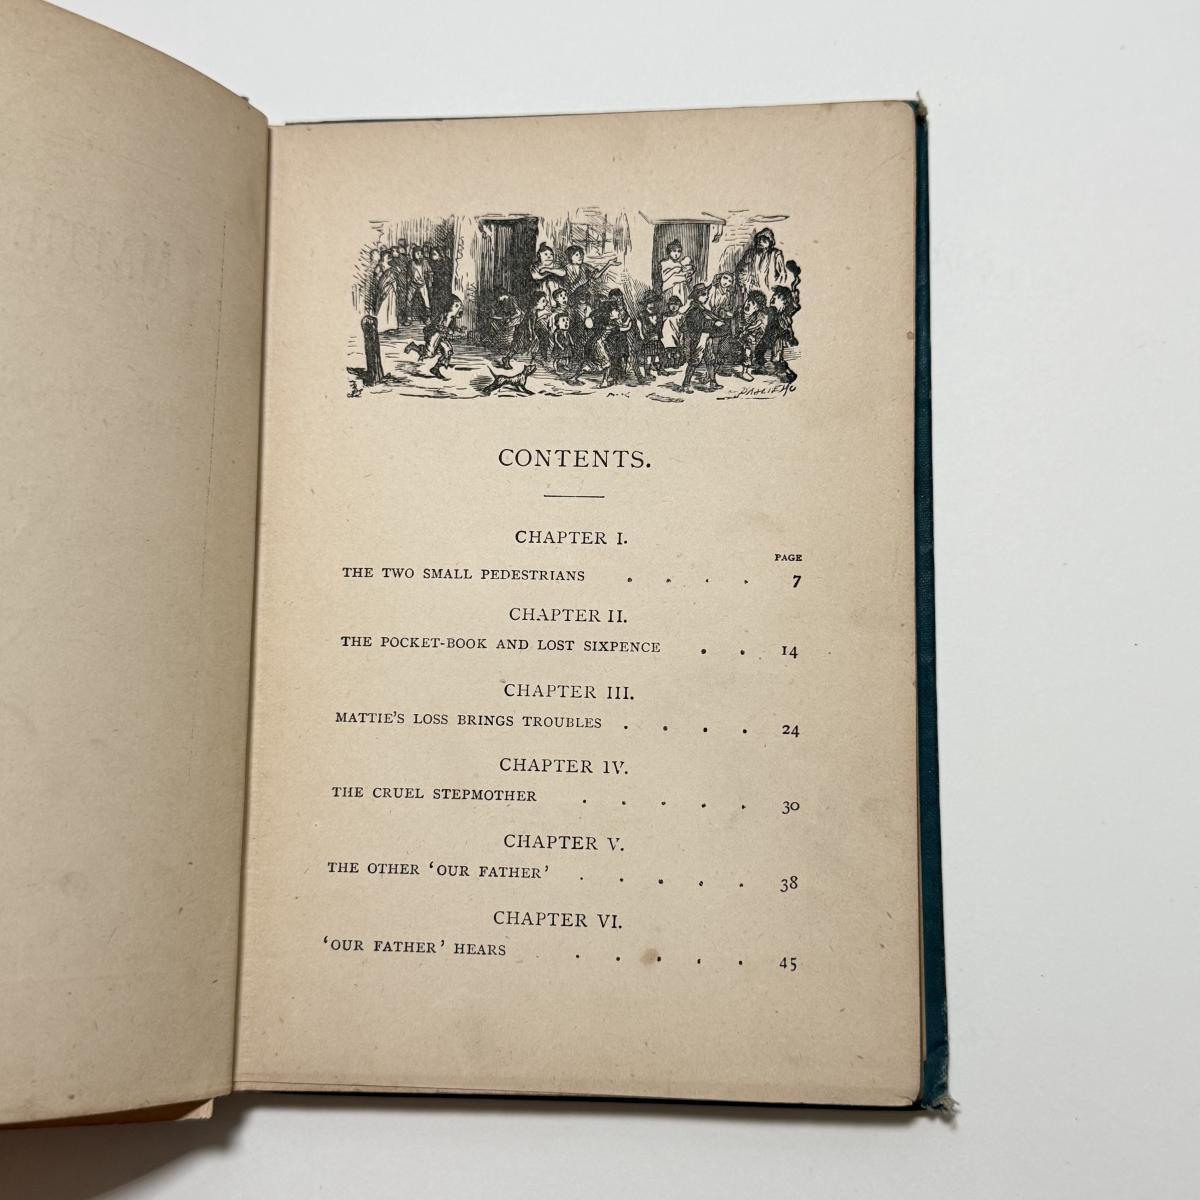 CONTENTS.
CHAPTER I.
PAGE
THE TWO SMALL PEDESTRIANS . . . . 7
CHAPTER II.
THE POCKET-BOOK AND LOST SIXPENCE . . 14
CHAPTER III.
MATTIE'S LOSS BRINGS TROUBLES . . . . 24
CHAPTER IV.
THE CRUEL STEPMOTHER . . . . . 30
CHAPTER V.
THE OTHER ‘OUR FATHER’ . . . . . 38
CHAPTER VI.
‘OUR FATHER’ HEARS . . . . . 45